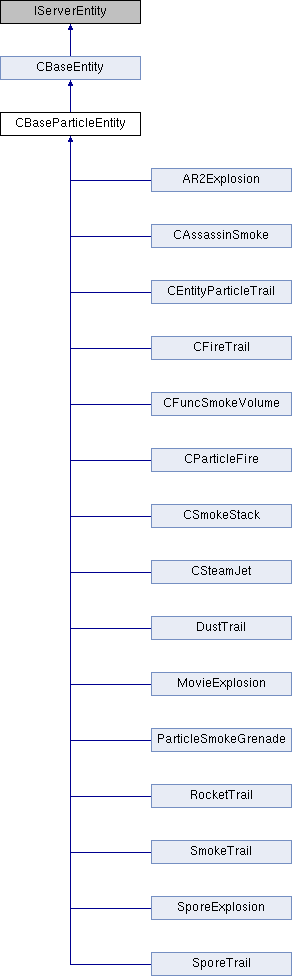 IServerEntity
CBaseEntity
CBaseParticleEntity
AR2Explosion
CAssassinSmoke
CEntityParticleTrail
CFireTrail
CFuncSmokeVolume
CParticleFire
CSmokeStack
CSteamJet
DustTrail
MovieExplosion
ParticleSmokeGrenade
RocketTrail
SmokeTrail
SporeExplosion
SporeTrail